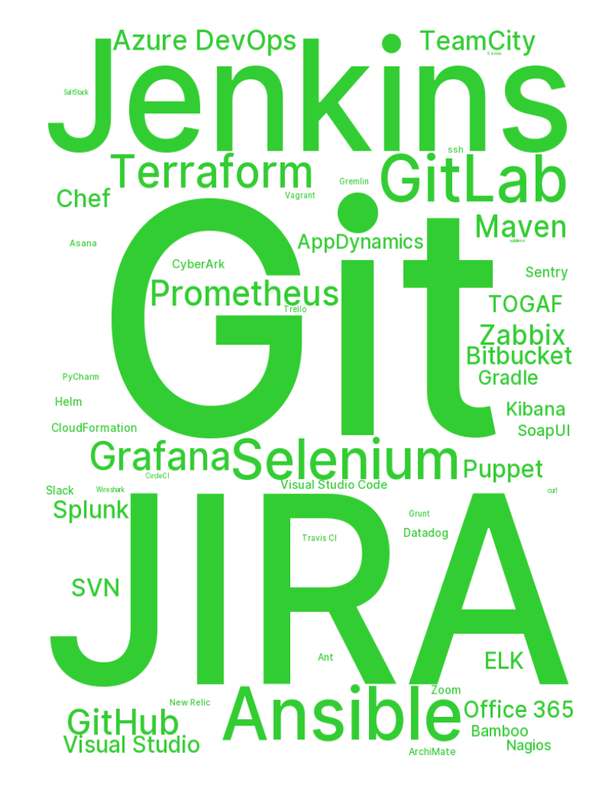 Azure DevOps
TeamCity
Jenkins
SaltStack
ssh
Terraform
GitLab
Gremlin
Vagrant
Chef
Maven
Git
AppDynamics
Asana
CyberArk
Sentry
Prometheus
TOGAF
Trello
Zabbix
Bitbucket
PyCharm
Gradle
Helm
Kibana
CloudFormation
SoapUI
Grafana
Selenium
Puppet
CircleCI
Visual Studio Code
Slack
Wireshark
curl
Splunk
JIRA
Grunt
Datadog
Travis CI
SVN
Ant
ELK
Zoom
New Relic
Ansible
Office 365
GitHub
Bamboo
Visual Studio
Nagios
ArchiMate